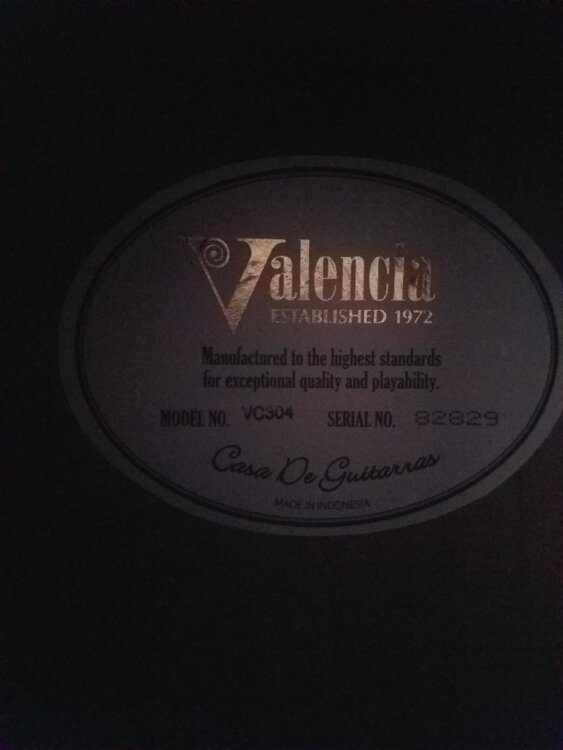 Valencia
ESTABLISHED 1972
Manufactured to the highest standards
for exceptional quality and playability.
MODEL NO. VC304 SERIAL NO. 82829
Casa De Guitarras
MADE IN INDONESIA